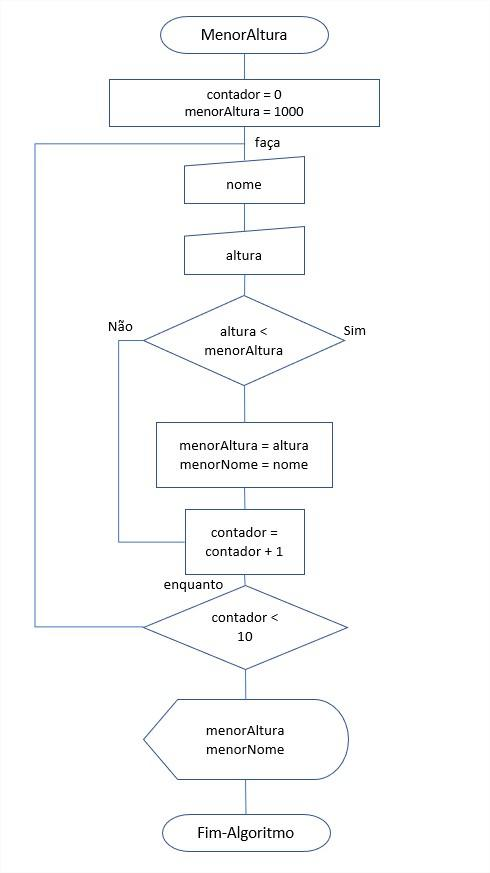 MenorAltura
contador = 0
menorAltura = 1000
faça
nome
altura
Não
altura <
menorAltura
Sim
menorAltura = altura
menorNome = nome
contador =
contador + 1
enquanto
contador <
10
menorAltura
menorNome
Fim-Algoritmo